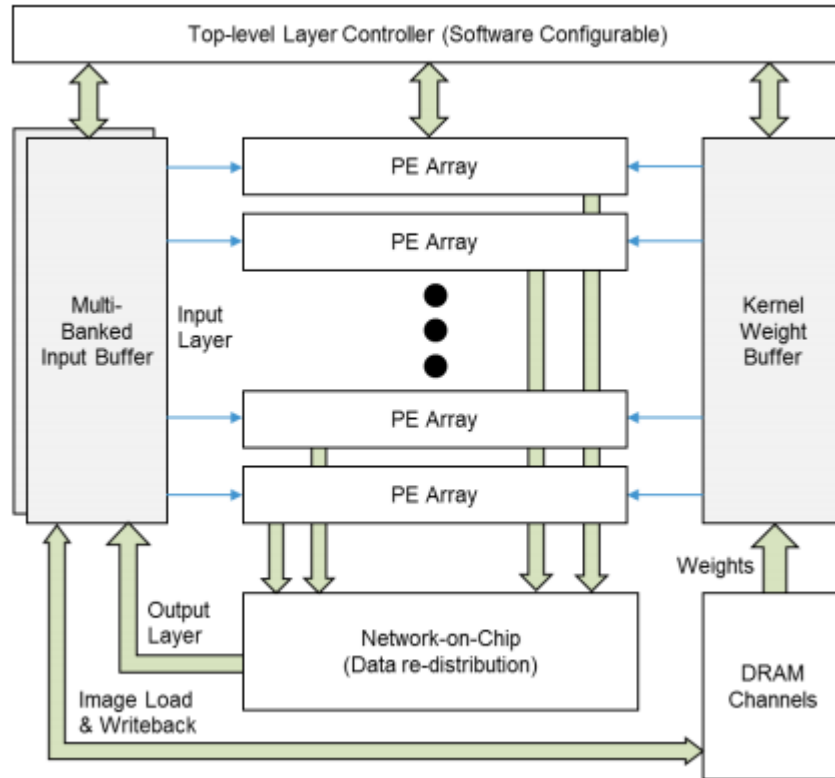 Top-level Layer Controller (Software Configurable)
PE Array
PE Array
Multi-
Banked
Input Buffer
Input
Layer
Kernel
Weight
Buffer
PE Array
PE Array
Weights
Output
Layer
Network-on-Chip
(Data re-distribution)
DRAM
Channels
Image Load
& Writeback